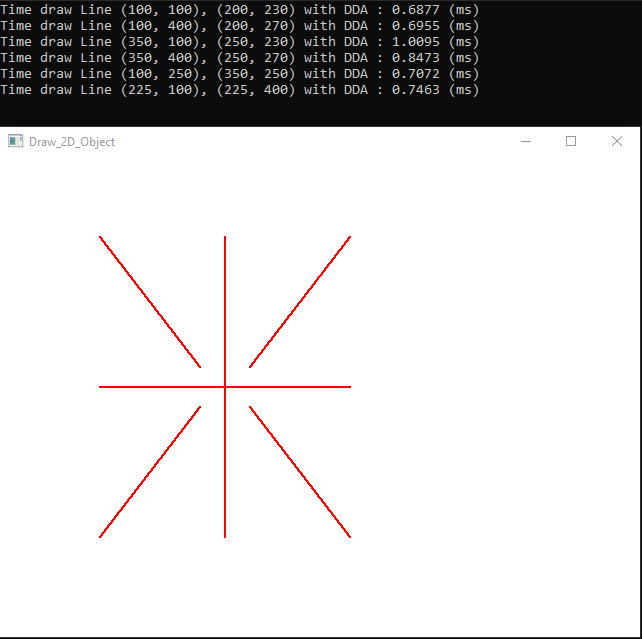 Time draw Line (100, 100), (200, 230) with DDA : 0.6877 (ms)
Time draw Line (100, 400), (200, 270) with DDA : 0.6955 (ms)
Time draw Line (350, 100), (250, 230) with DDA : 1.0095 (ms)
Time draw Line (350, 400), (250, 270) with DDA : 0.8473 (ms)
Time draw Line (100, 250), (350, 250) with DDA : 0.7072 (ms)
Time draw Line (225, 100), (225, 400) with DDA : 0.7463 (ms)
Draw_2D_Object